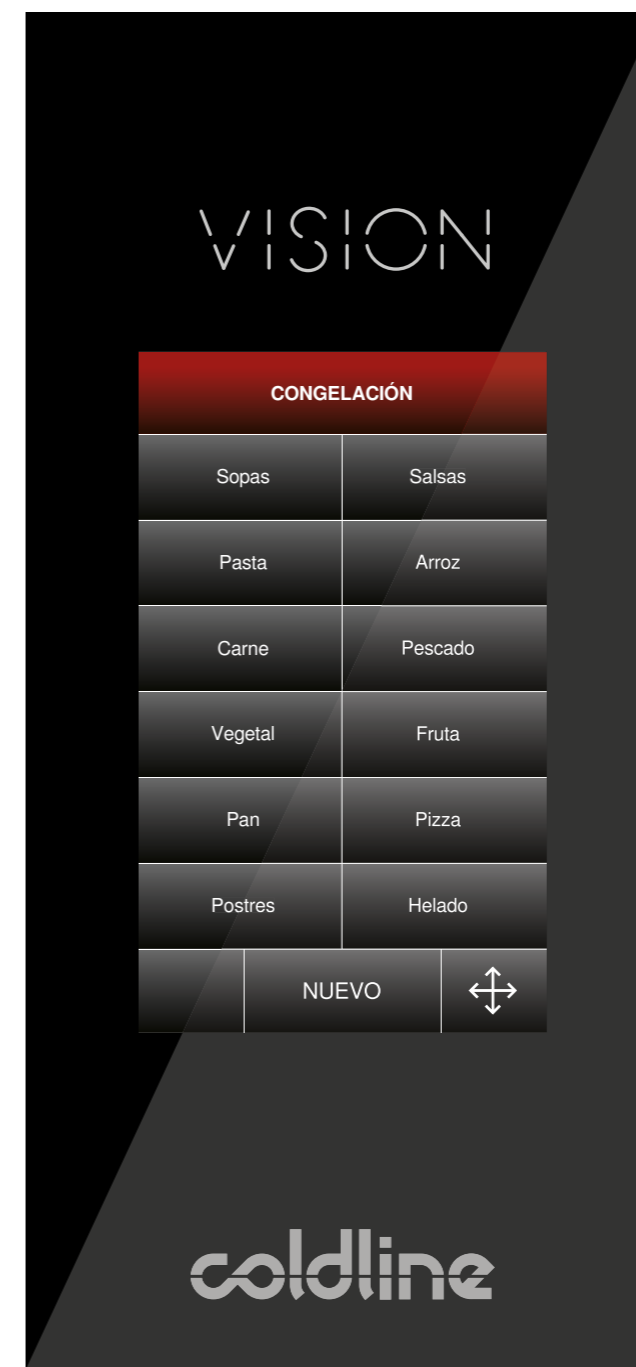 VISION
CONGELACIÓN
Sopas Salsas
Pasta Arroz
Carne Pescado
Vegetal Fruta
Pan Pizza
Postres Helado
NUEVO
coldline